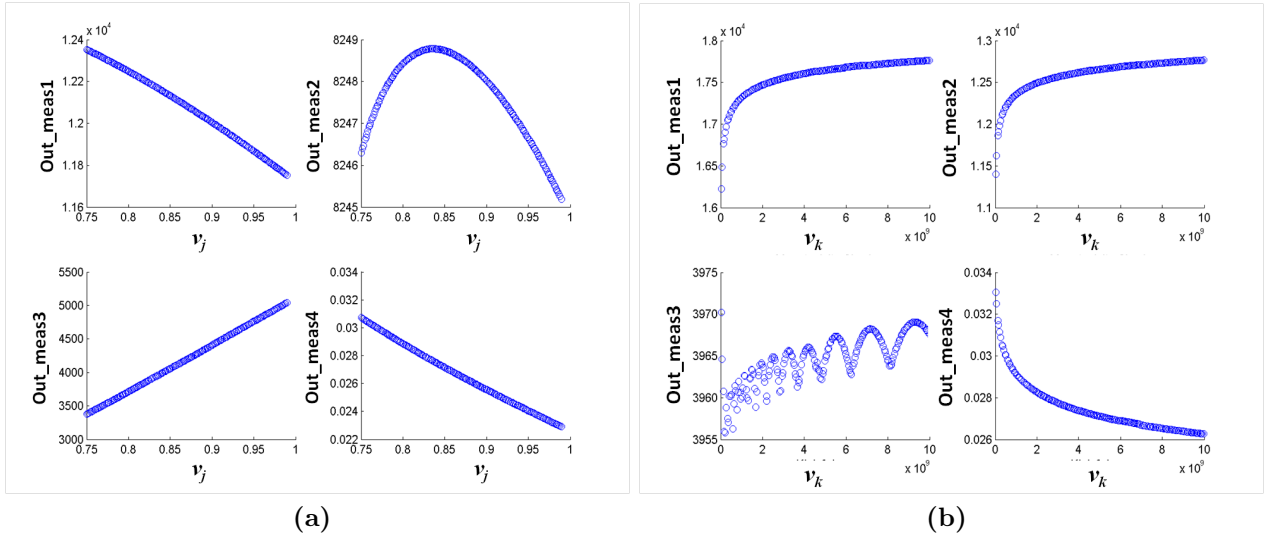 x 10^4
1.24
1.22
1.2
1.18
1.16
0.75 0.8 0.85 0.9 0.95 1
Out_meas1
v_j
8249
8248
8247
8246
8245
0.75 0.8 0.85 0.9 0.95 1
Out_meas2
v_j
5500
5000
4500
4000
3500
3000
0.75 0.8 0.85 0.9 0.95 1
Out_meas3
v_j
0.034
0.032
0.03
0.028
0.026
0.024
0.022
0.75 0.8 0.85 0.9 0.95 1
Out_meas4
v_j
(a)
x 10^4
1.8
1.75
1.7
1.65
1.6
0 2 4 6 8 10
x 10^9
Out_meas1
v_k
x 10^4
1.3
1.25
1.2
1.15
1.1
0 2 4 6 8 10
x 10^9
Out_meas2
v_k
3975
3970
3965
3960
3955
0 2 4 6 8 10
x 10^9
Out_meas3
v_k
0.034
0.032
0.03
0.028
0.026
0 2 4 6 8 10
x 10^9
Out_meas4
v_k
(b)